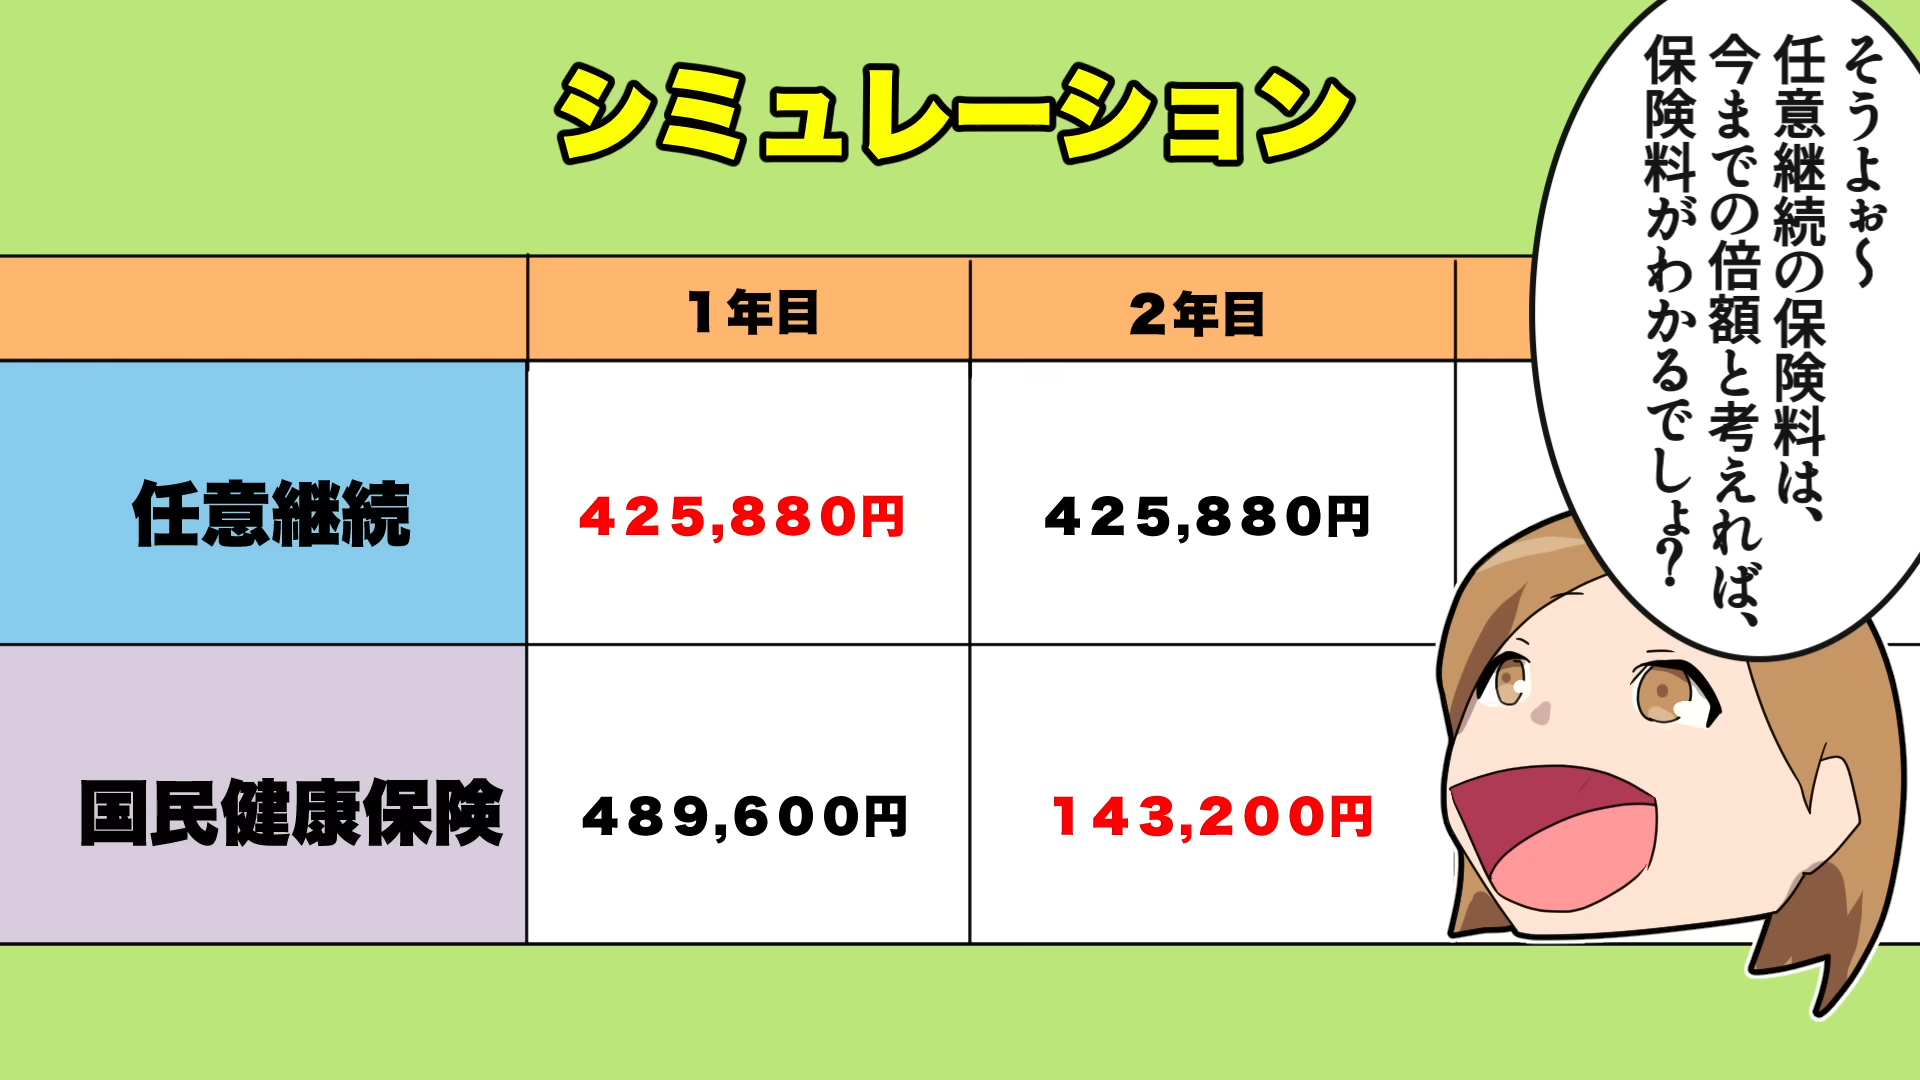 シミュレーション
1年目
2年目
任意継続
425,880円
425,880円
国民健康保険
489,600円
143,200円
そうよぉ〜
任意継続の保険料は、
今までの倍額と考えれば、
保険料がわかるでしょ？